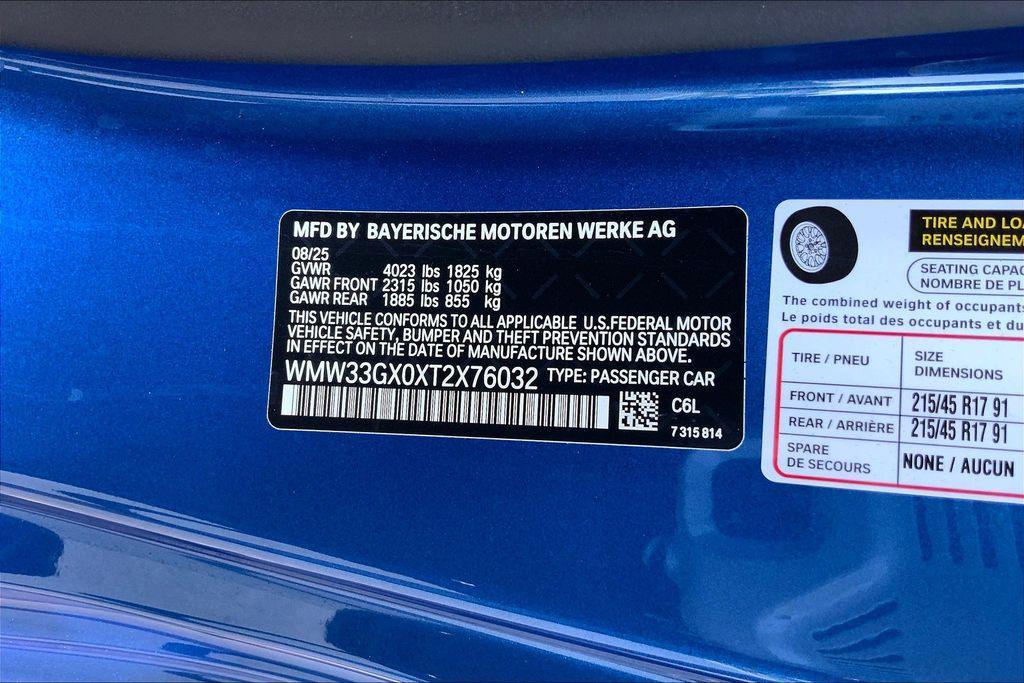 MFD BY BAYERISCHE MOTOREN WERKE AG
08/25
GVWR 4023 lbs 1825 kg
GAWR FRONT 2315 lbs 1050 kg
GAWR REAR 1885 lbs 855 kg
THIS VEHICLE CONFORMS TO ALL APPLICABLE U.S.FEDERAL MOTOR
VEHICLE SAFETY, BUMPER AND THEFT PREVENTION STANDARDS
IN EFFECT ON THE DATE OF MANUFACTURE SHOWN ABOVE.
WMW33GX0XT2X76032 TYPE: PASSENGER CAR
C6L
7 315 814
TIRE AND LOA
RENSEIGNEM
SEATING CAPAC
NOMBRE DE PL
The combined weight of occupants
Le poids total des occupants et du
TIRE / PNEU SIZE
DIMENSIONS
FRONT / AVANT 215/45 R17 91
REAR / ARRIÈRE 215/45 R17 91
SPARE
DE SECOURS NONE / AUCUN